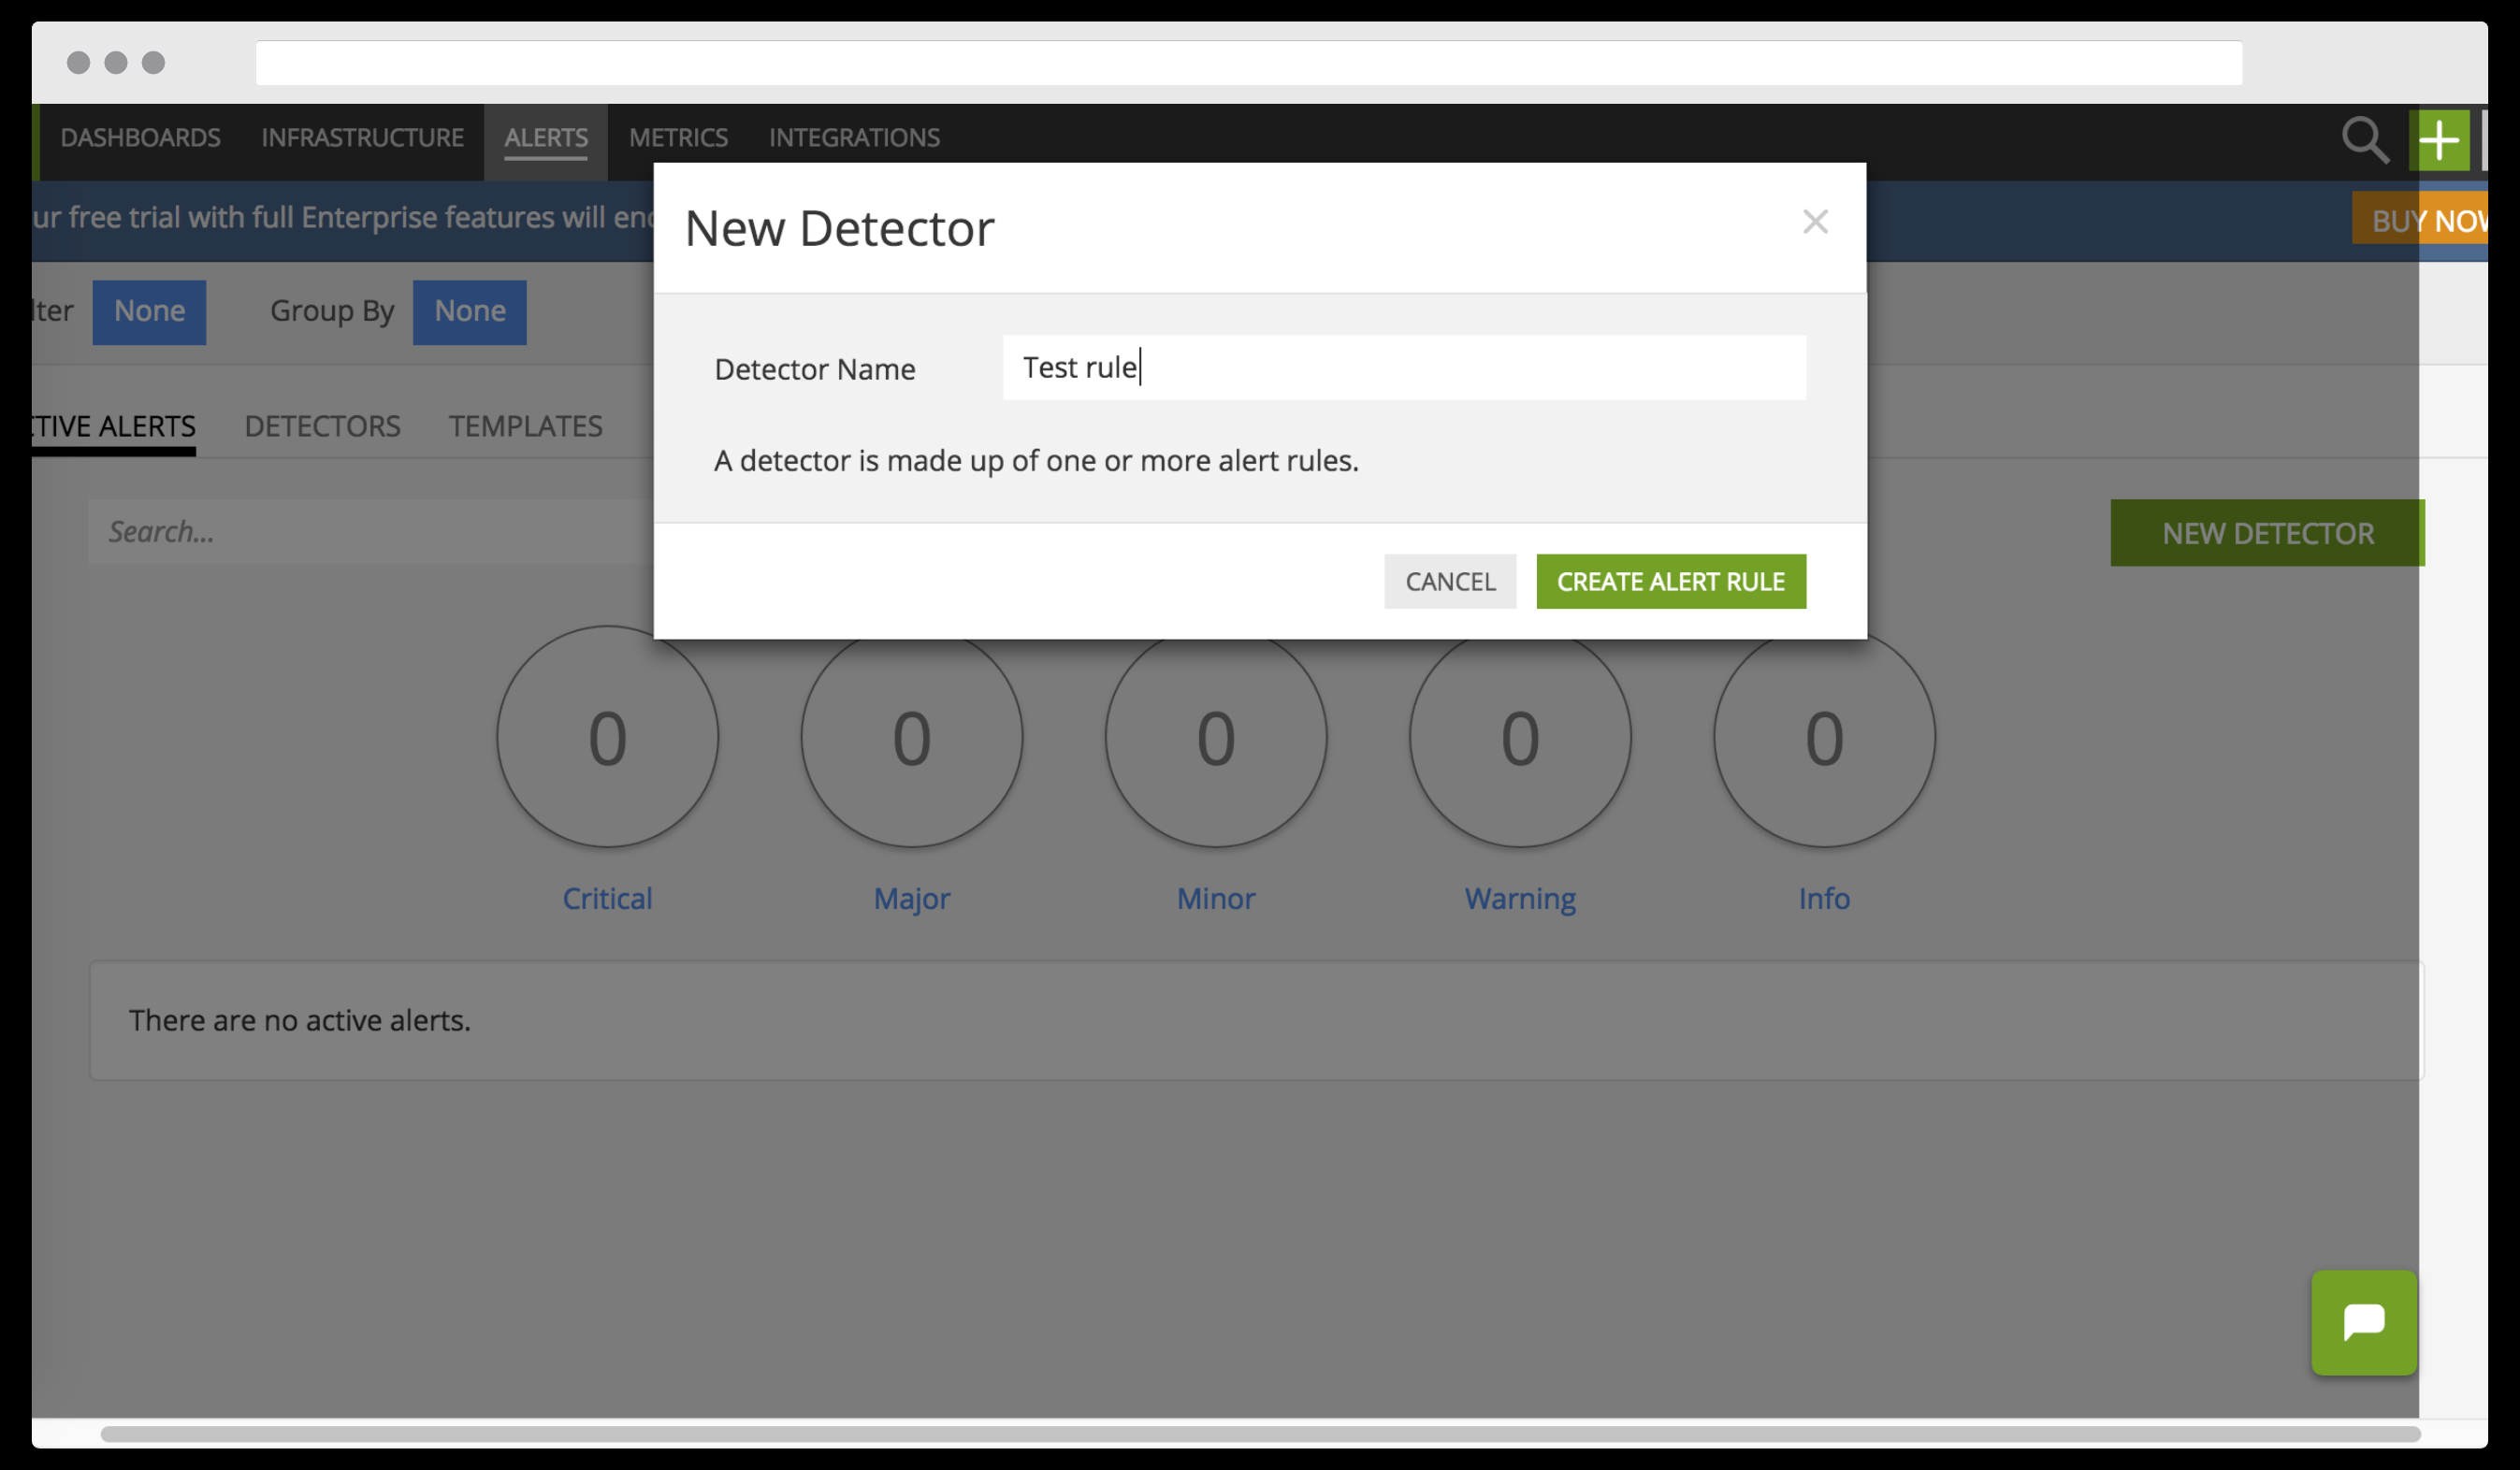 DASHBOARDS INFRASTRUCTURE ALERTS METRICS INTEGRATIONS
ur free trial with full Enterprise features will
BUY NOW
New Detector
lter None Group By None
Detector Name Test rule
CTIVE ALERTS DETECTORS TEMPLATES
A detector is made up of one or more alert rules.
Search...
NEW DETECTOR
CANCEL CREATE ALERT RULE
0 0 0 0 0
Critical Major Minor Warning Info
There are no active alerts.